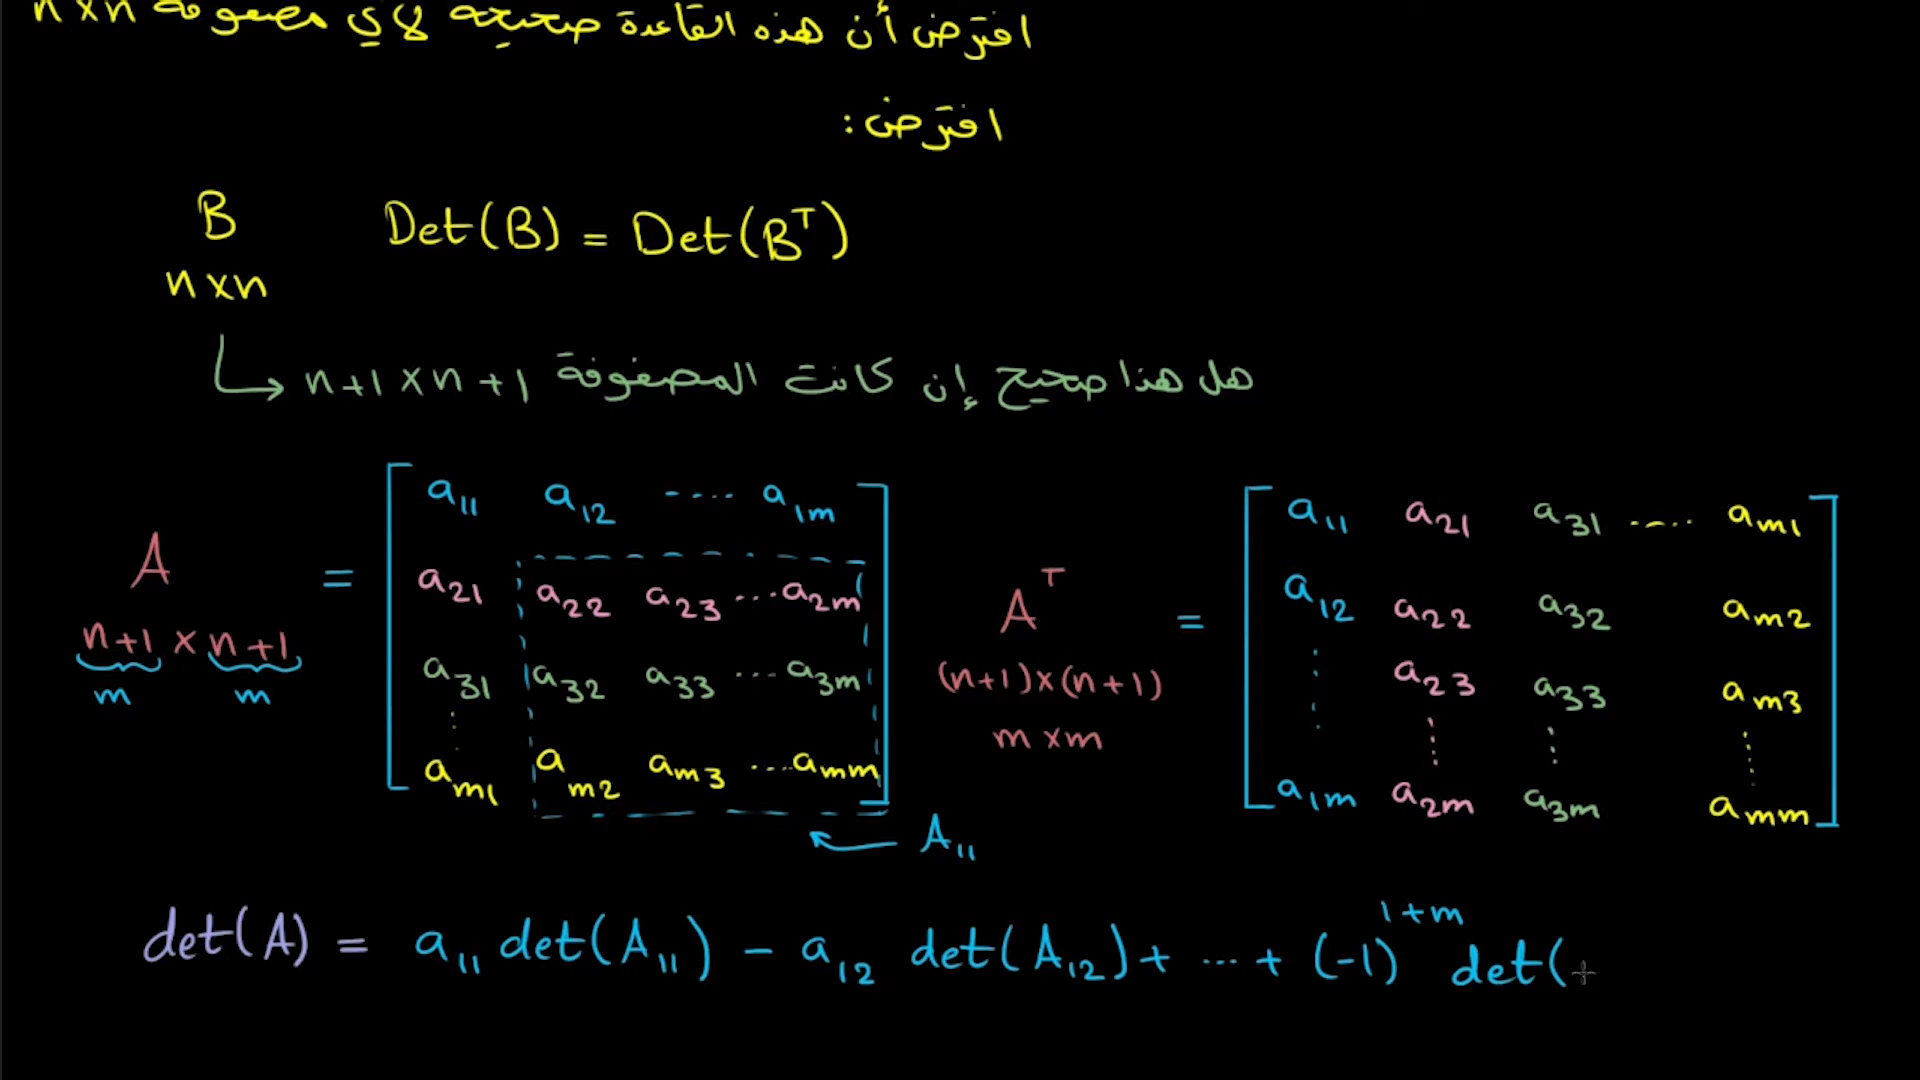 افترض أن هذه القاعدة صحيحه لاي مصفوفة n×n
افترض:
B Det(B) = Det(Bᵀ)
n×n
هل هذا صحيح إن كانت المصفوفة n+1×n+1
A = [ a₁₁ a₁₂ .... a₁ₘ
a₂₁ a₂₂ a₂₃ ... a₂ₘ
a₃₁ a₃₂ a₃₃ ... a₃ₘ
⋮
aₘ₁ aₘ₂ aₘ₃ ... aₘₘ ]
n+1 × n+1
m m
A₁₁
Aᵀ = [ a₁₁ a₂₁ a₃₁ ..... aₘ₁
a₁₂ a₂₂ a₃₂ aₘ₂
⋮ a₂₃ a₃₃ aₘ₃
⋮ ⋮ ⋮
a₁ₘ a₂ₘ a₃ₘ aₘₘ ]
(n+1)×(n+1)
m×m
det(A) = a₁₁ det(A₁₁) - a₁₂ det(A₁₂) + ... + (-1)¹⁺ᵐ det(